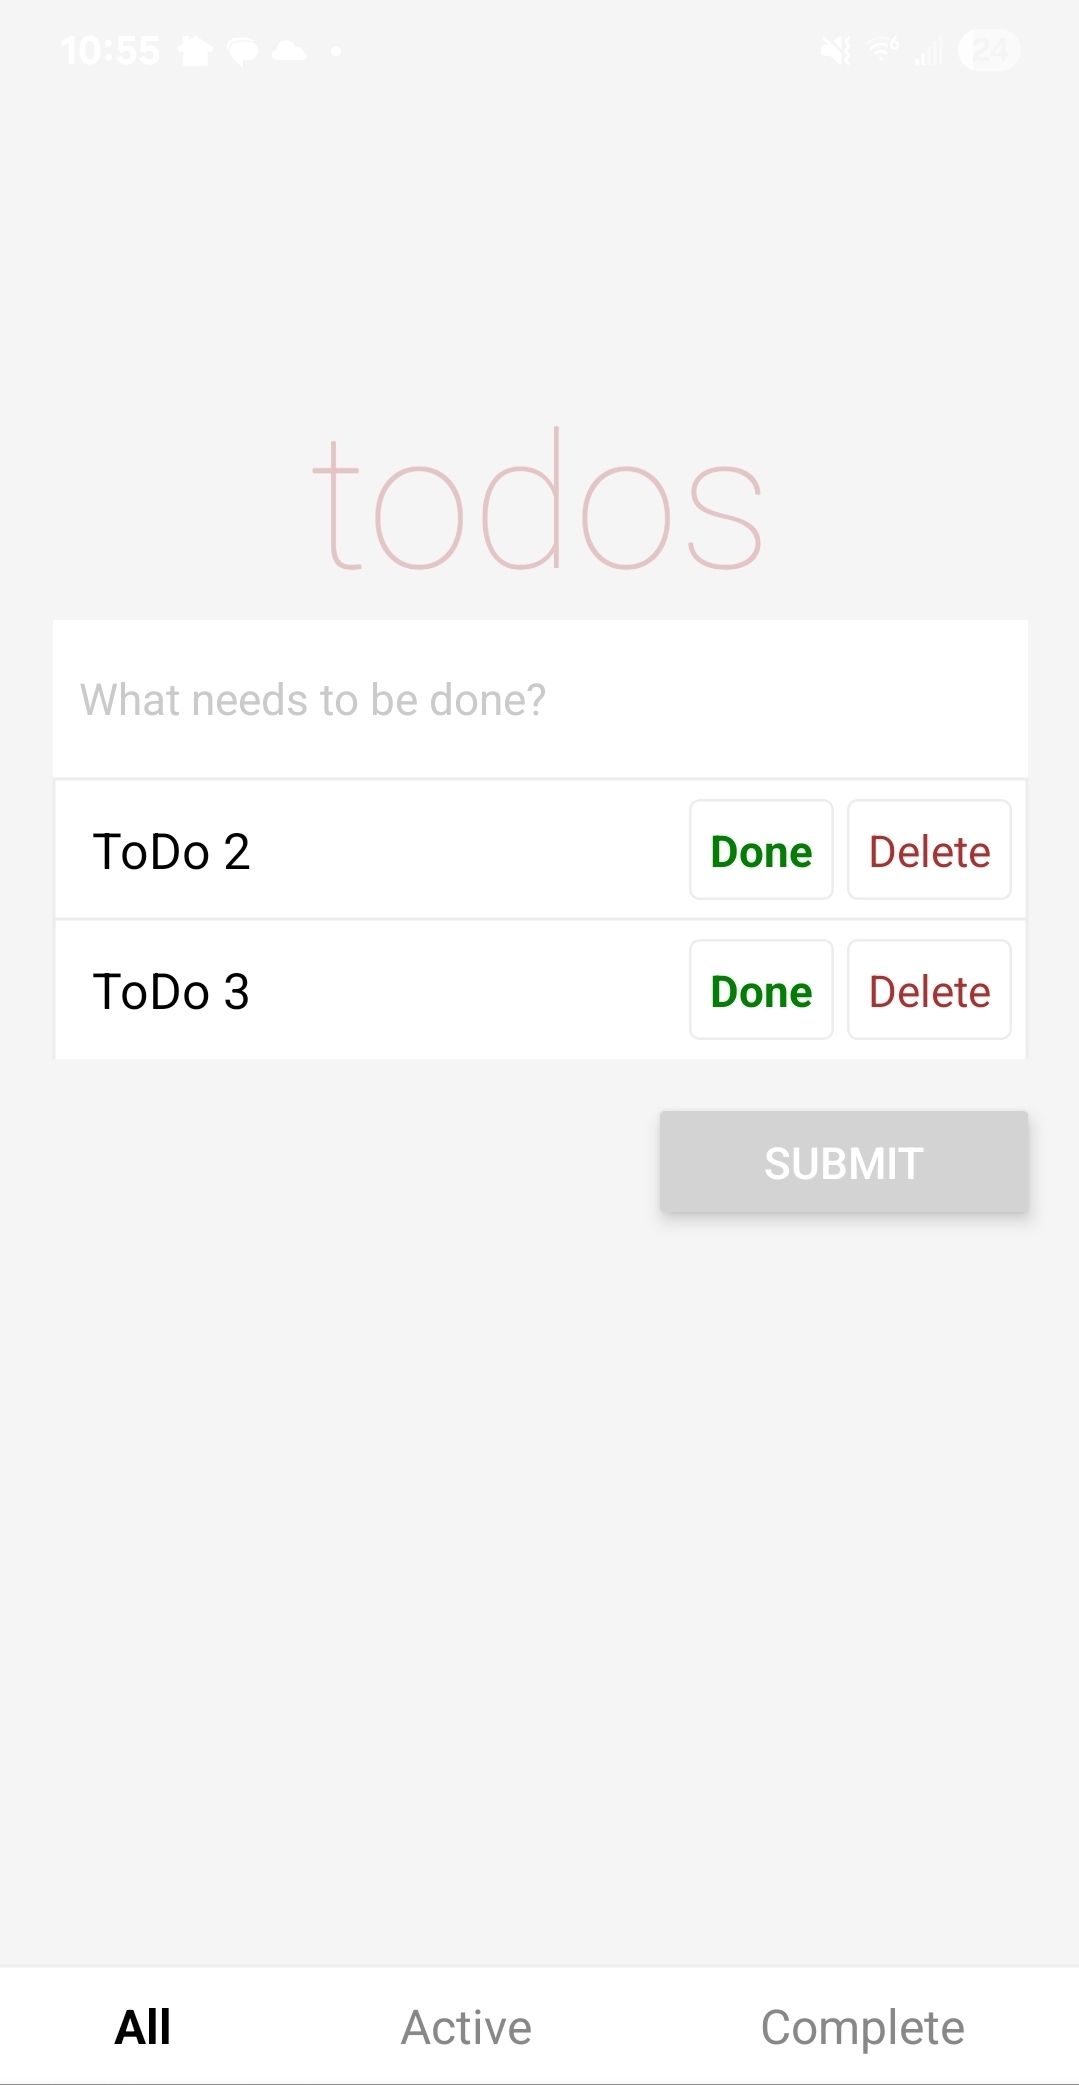 10:55 24
todos
What needs to be done?
ToDo 2 Done Delete
ToDo 3 Done Delete
SUBMIT
All Active Complete